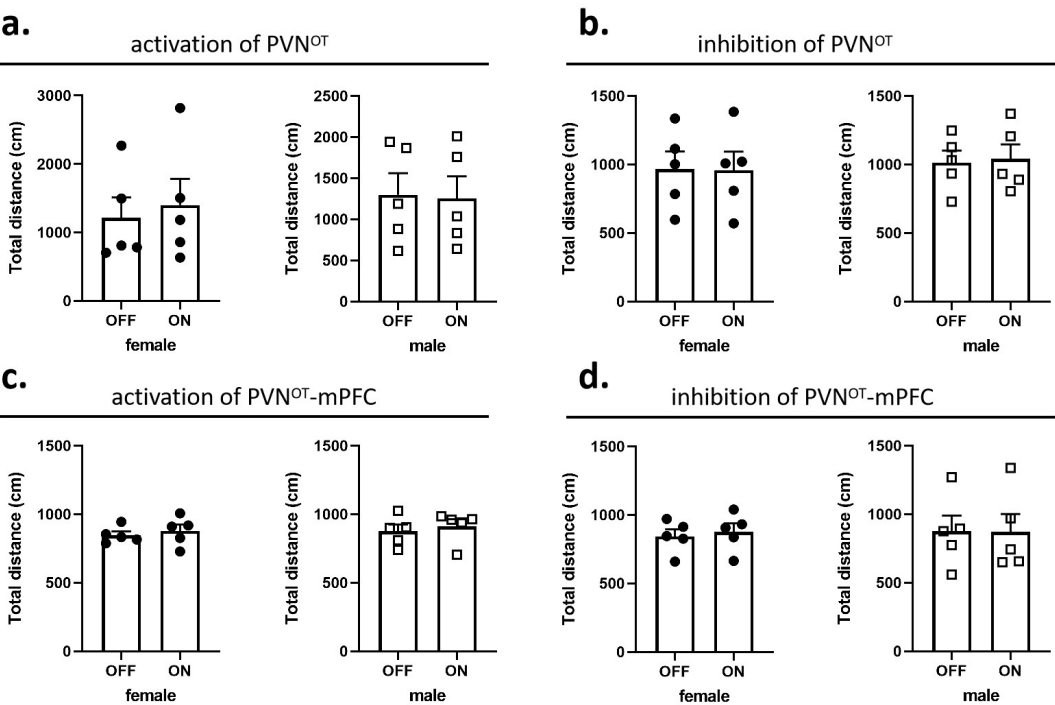 a.
activation of PVNᴼᵀ
3000
2000
1000
0
Total distance (cm)
OFF ON
female
2500
2000
1500
1000
500
0
Total distance (cm)
OFF ON
male
b.
inhibition of PVNᴼᵀ
1500
1000
500
0
Total distance (cm)
OFF ON
female
1500
1000
500
0
Total distance (cm)
OFF ON
male
c.
activation of PVNᴼᵀ-mPFC
1500
1000
500
0
Total distance (cm)
OFF ON
female
1500
1000
500
0
Total distance (cm)
OFF ON
male
d.
inhibition of PVNᴼᵀ-mPFC
1500
1000
500
0
Total distance (cm)
OFF ON
female
1500
1000
500
0
Total distance (cm)
OFF ON
male